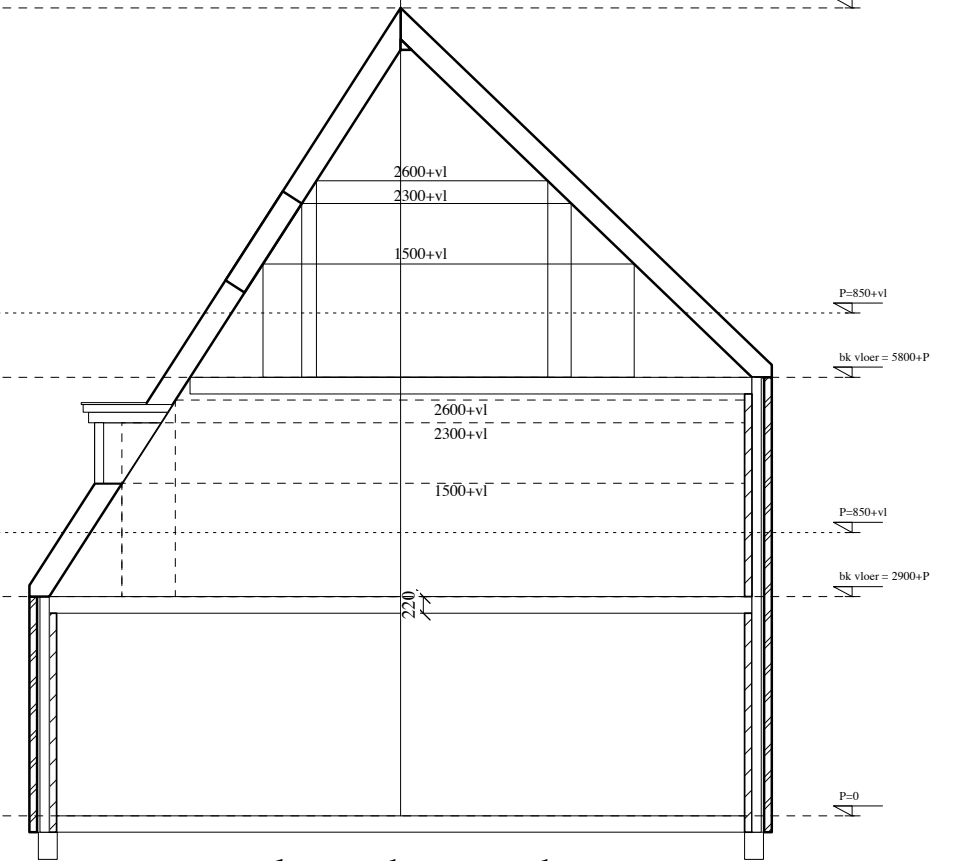 2600+vl
2300+vl
1500+vl
P=850+vl
bk vloer = 5800+P
2600+vl
2300+vl
1500+vl
P=850+vl
bk vloer = 2900+P
220
P=0